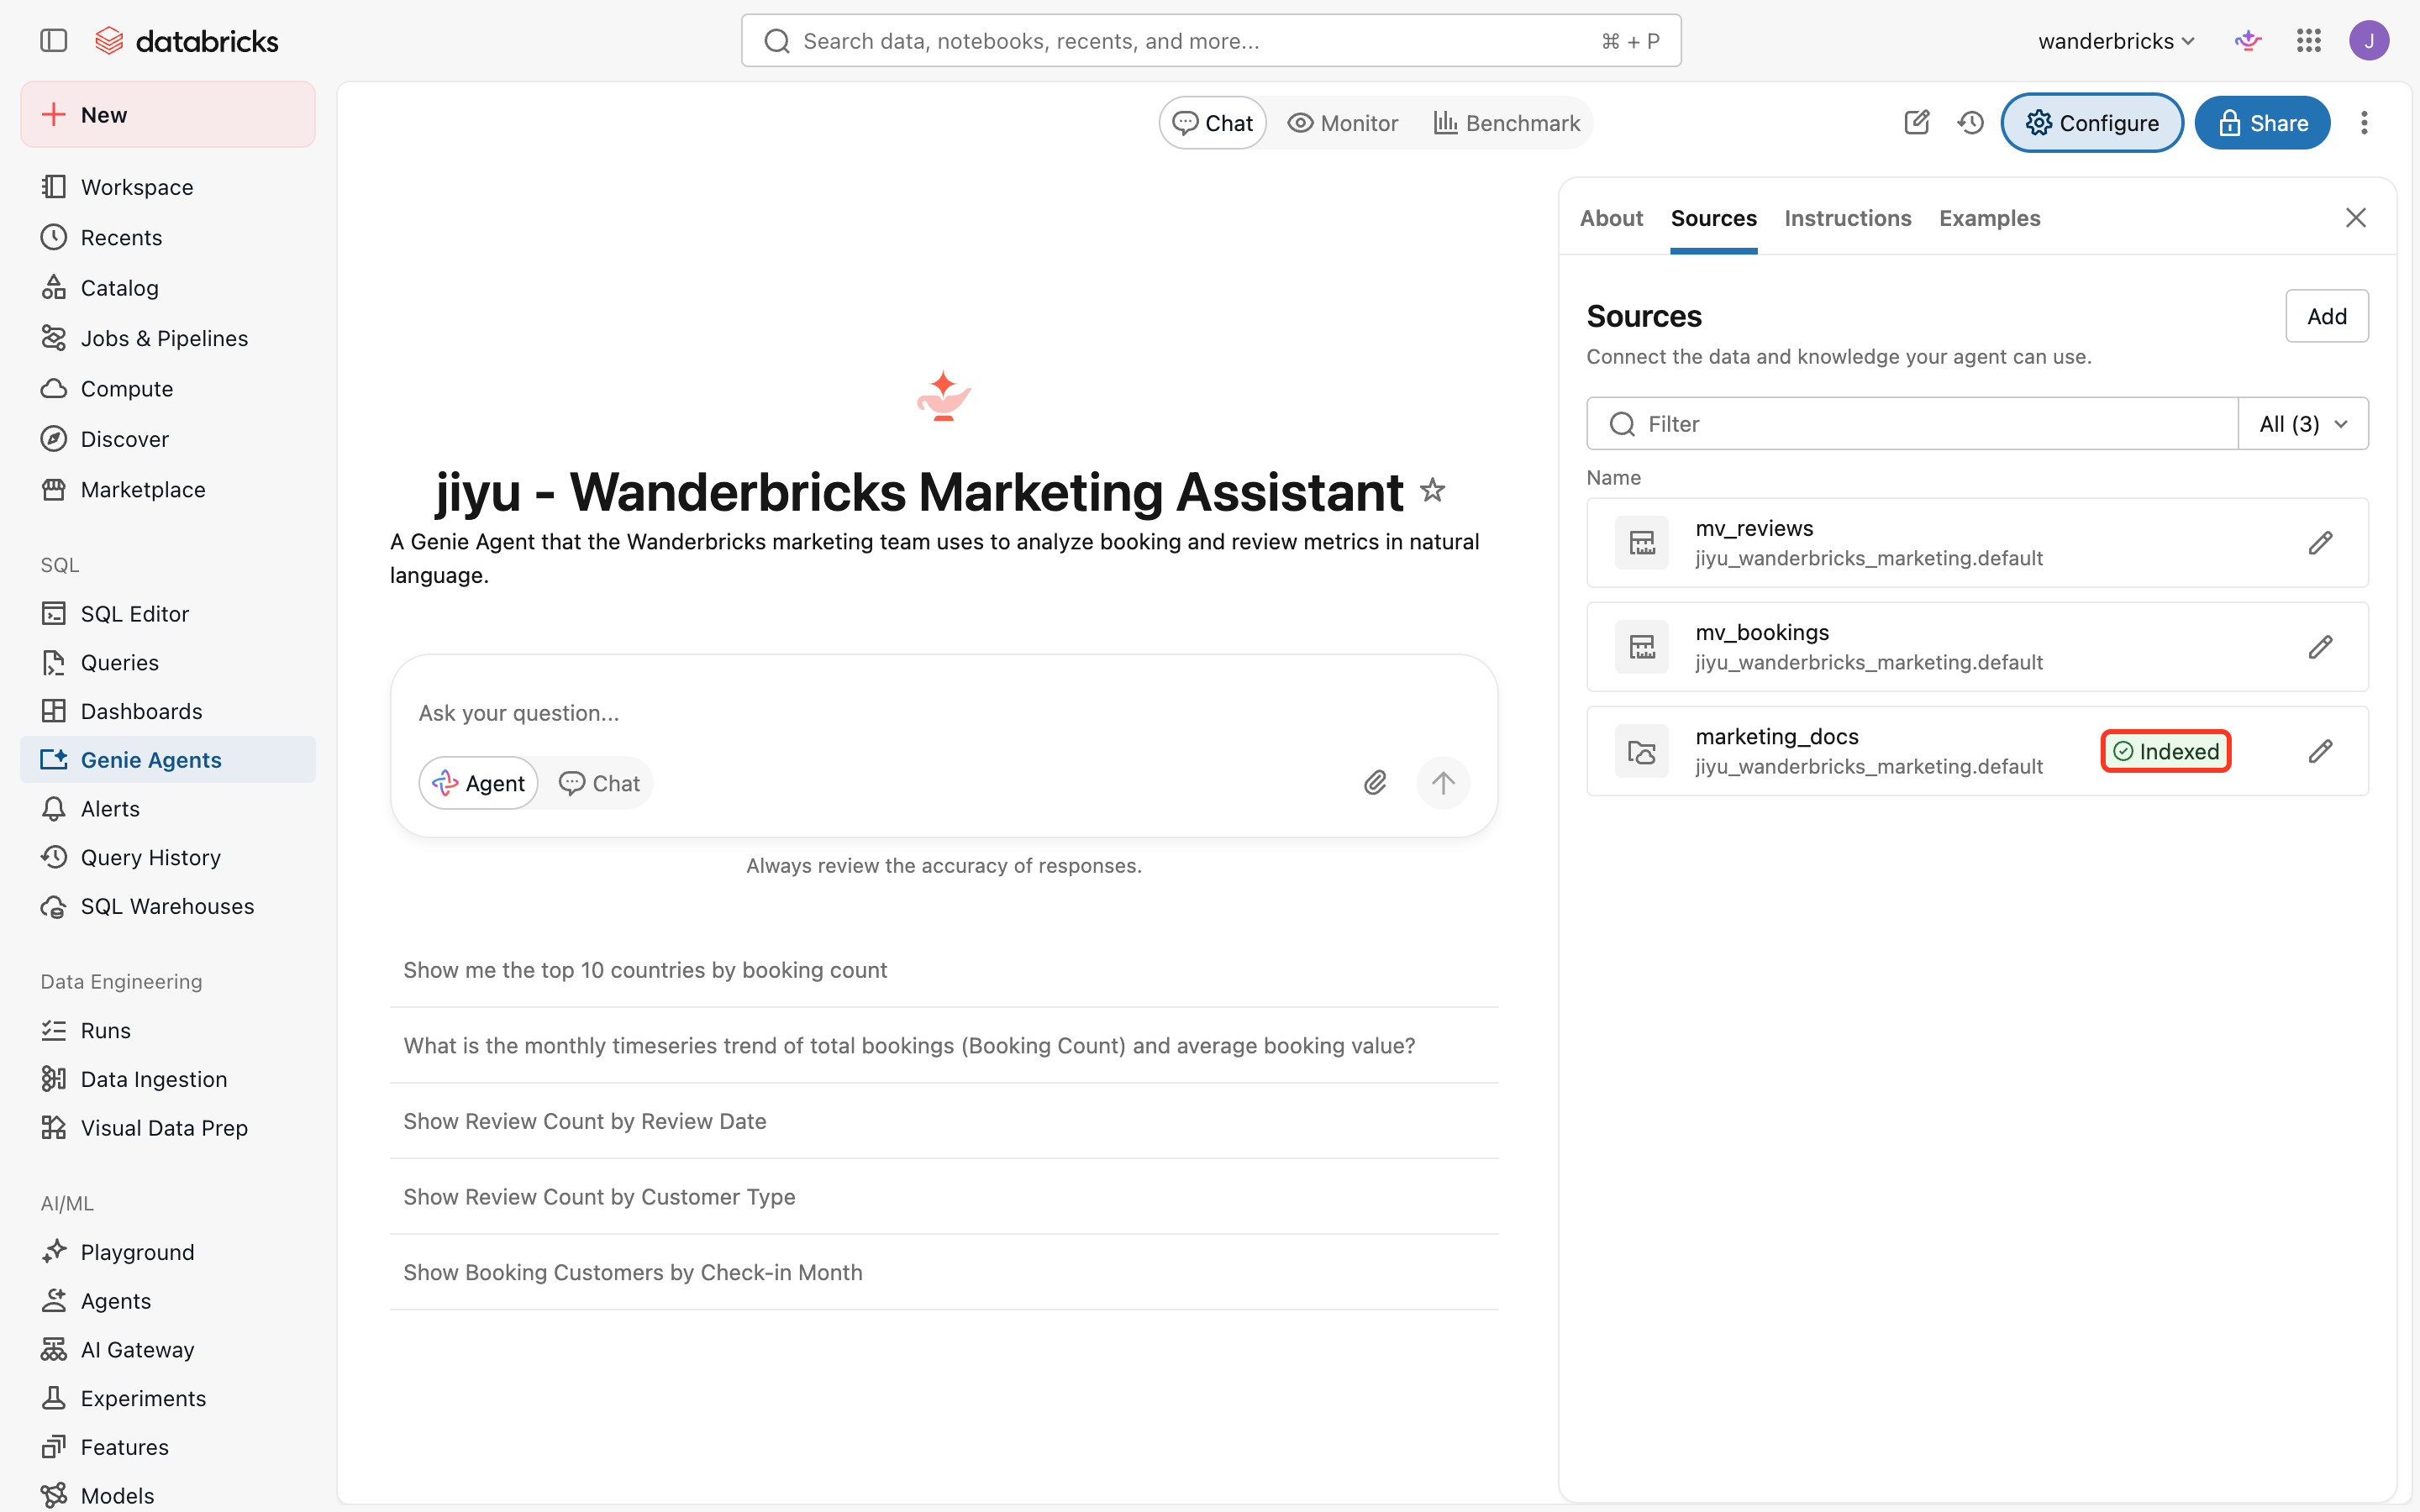 databricks
Search data, notebooks, recents, and more...
⌘ + P
wanderbricks
J
New
Workspace
Recents
Catalog
Jobs & Pipelines
Compute
Discover
Marketplace
SQL
SQL Editor
Queries
Dashboards
Genie Agents
Alerts
Query History
SQL Warehouses
Data Engineering
Runs
Data Ingestion
Visual Data Prep
AI/ML
Playground
Agents
AI Gateway
Experiments
Features
Models
Chat
Monitor
Benchmark
Configure
Share
jiyu - Wanderbricks Marketing Assistant
A Genie Agent that the Wanderbricks marketing team uses to analyze booking and review metrics in natural
language.
Ask your question...
Agent
Chat
Always review the accuracy of responses.
Show me the top 10 countries by booking count
What is the monthly timeseries trend of total bookings (Booking Count) and average booking value?
Show Review Count by Review Date
Show Review Count by Customer Type
Show Booking Customers by Check-in Month
About
Sources
Instructions
Examples
Sources
Add
Connect the data and knowledge your agent can use.
Filter
All (3)
Name
mv_reviews
jiyu_wanderbricks_marketing.default
mv_bookings
jiyu_wanderbricks_marketing.default
marketing_docs
jiyu_wanderbricks_marketing.default
Indexed